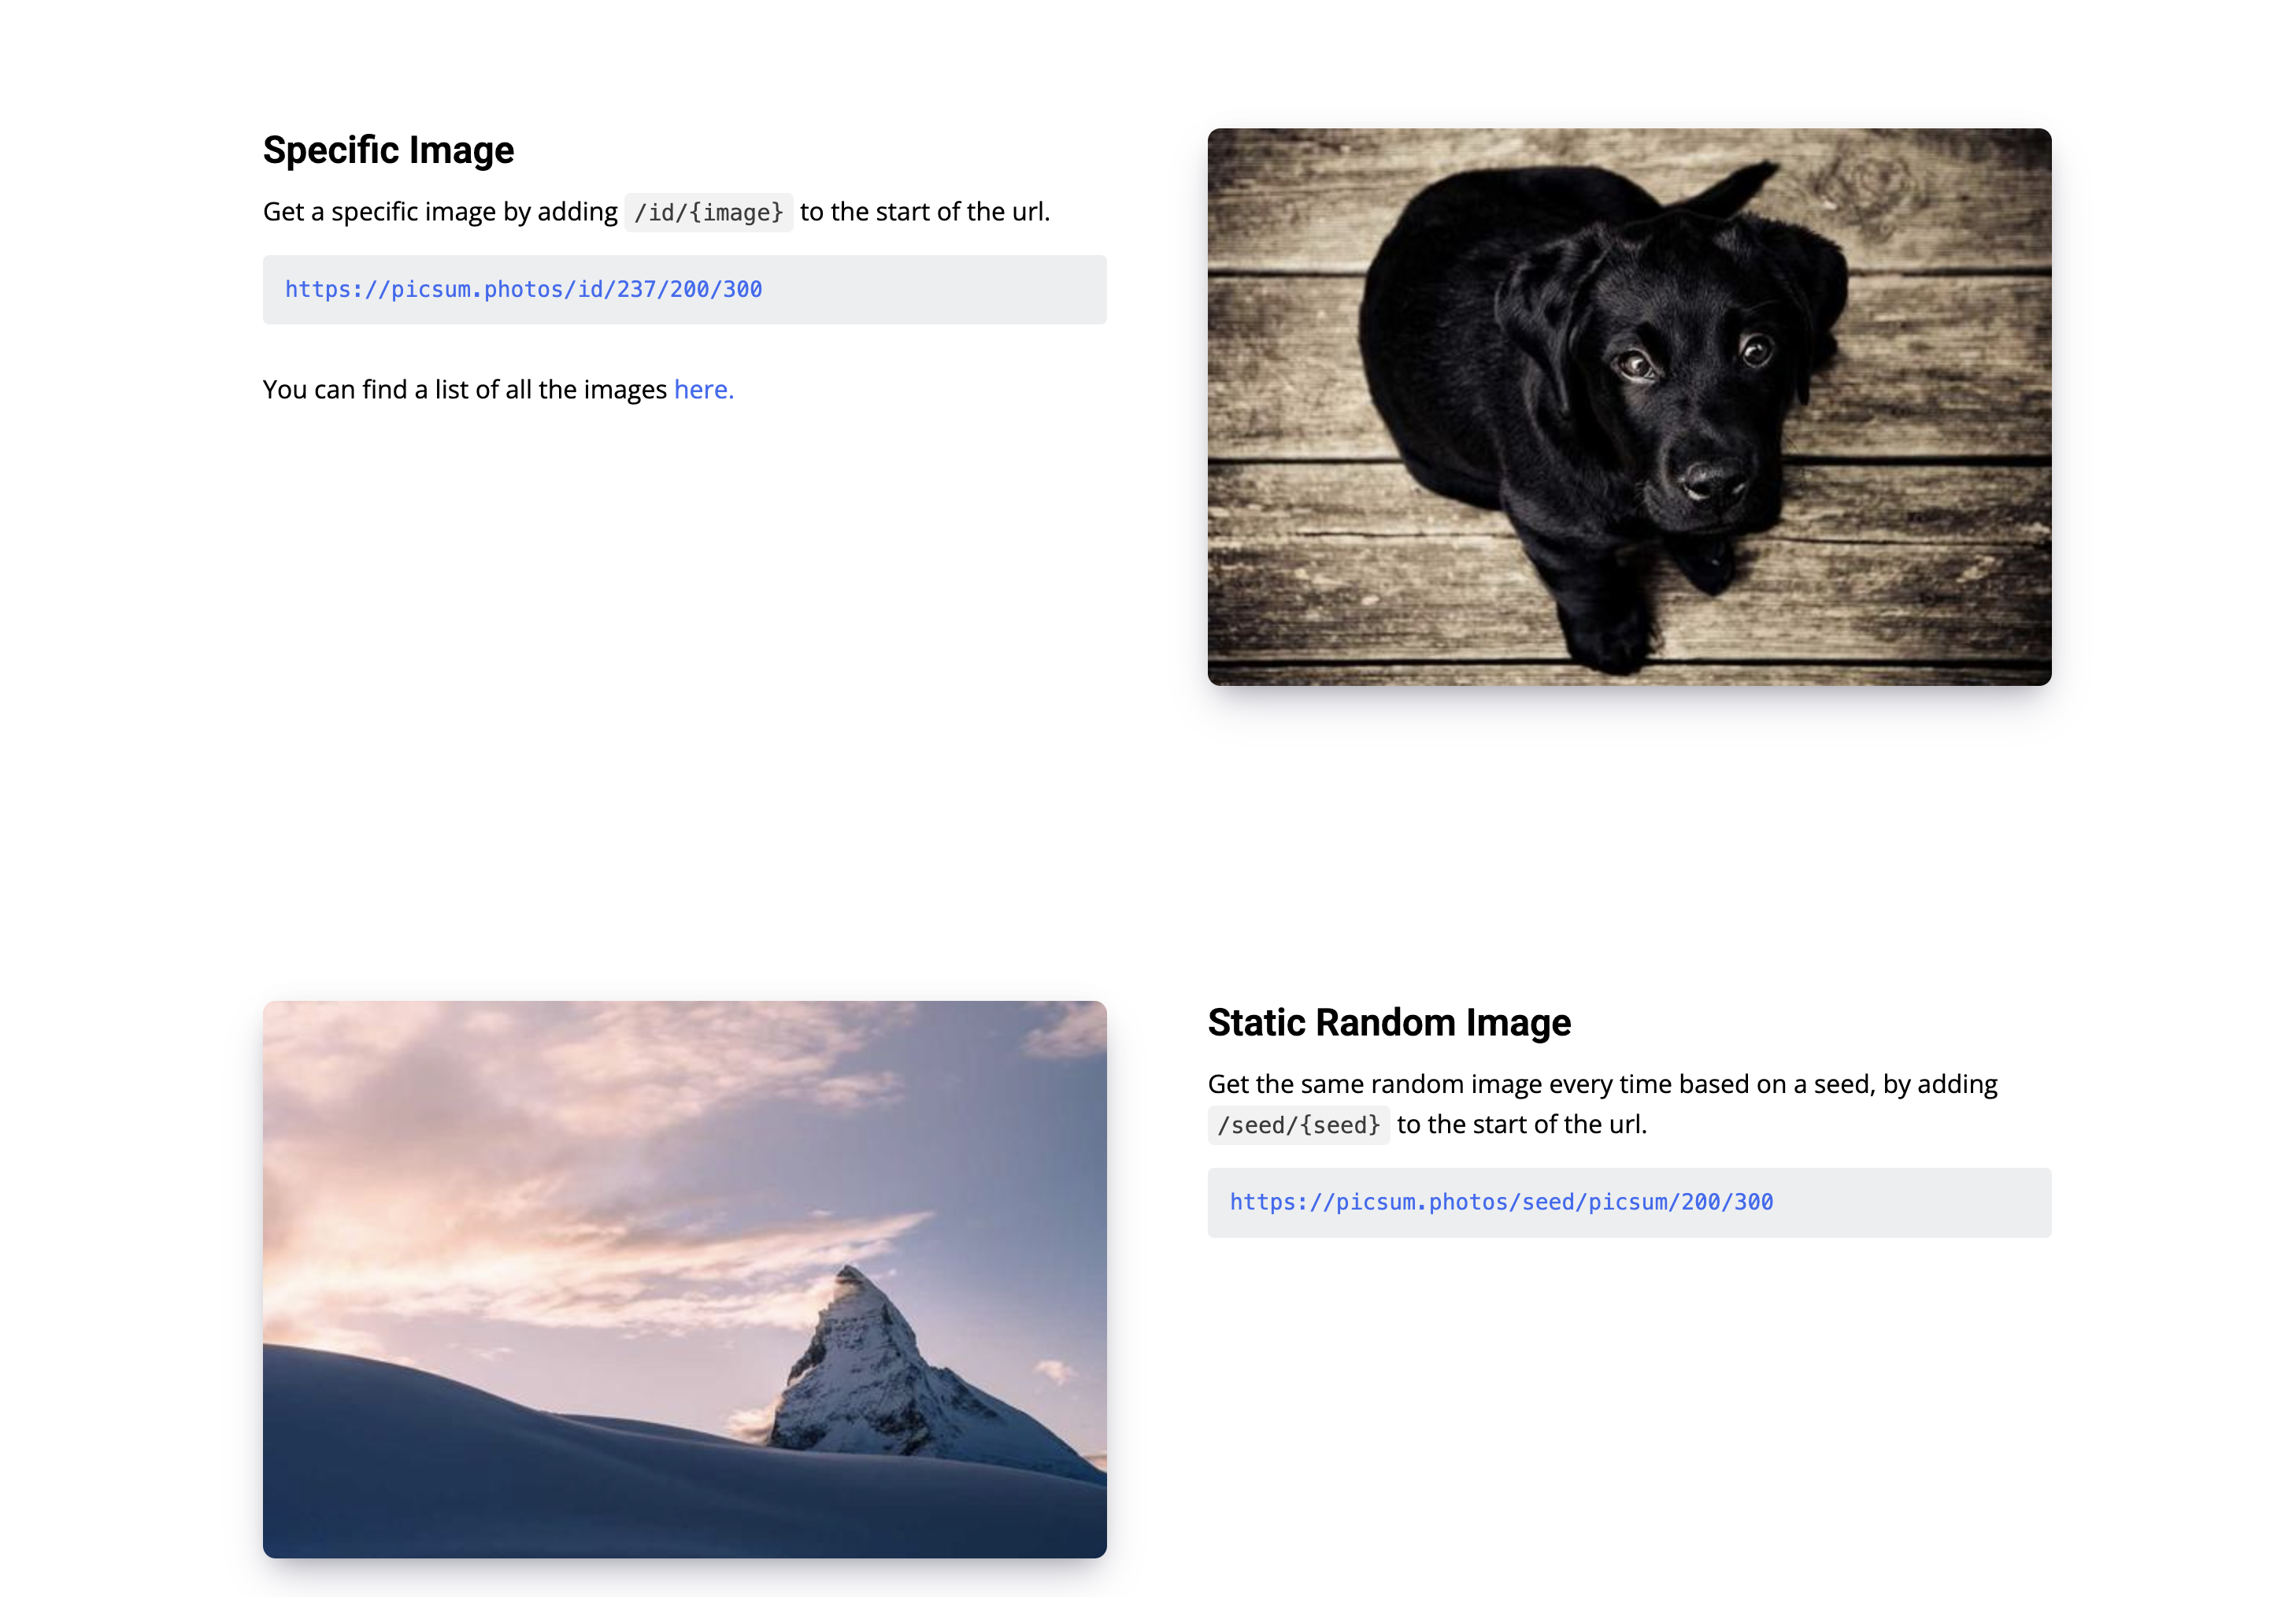 Specific Image
Get a specific image by adding /id/{image} to the start of the url.
https://picsum.photos/id/237/200/300
You can find a list of all the images here.
Static Random Image
Get the same random image every time based on a seed, by adding
/seed/{seed} to the start of the url.
https://picsum.photos/seed/picsum/200/300